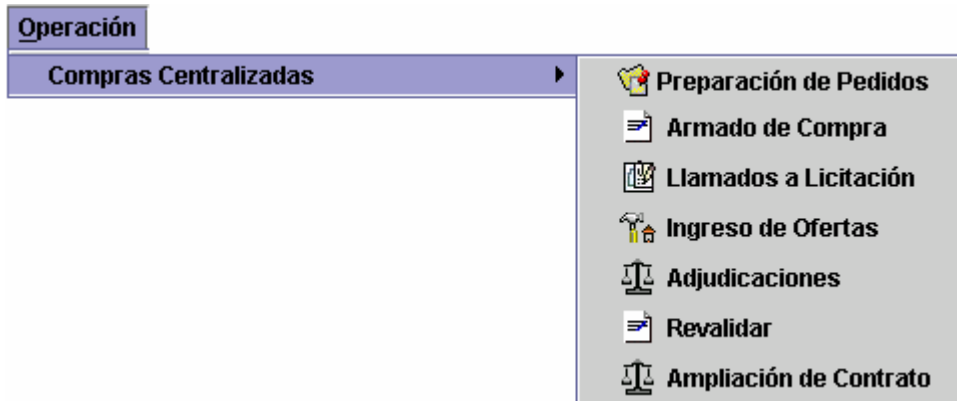 Operación
Compras Centralizadas
Preparación de Pedidos
Armado de Compra
Llamados a Licitación
Ingreso de Ofertas
Adjudicaciones
Revalidar
Ampliación de Contrato